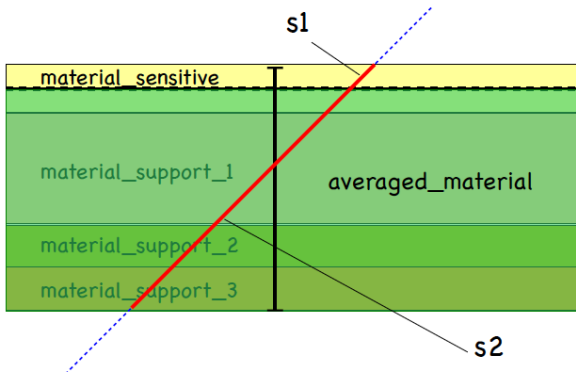 s1
material_sensitive
material_support_1
averaged_material
material_support_2
material_support_3
s2